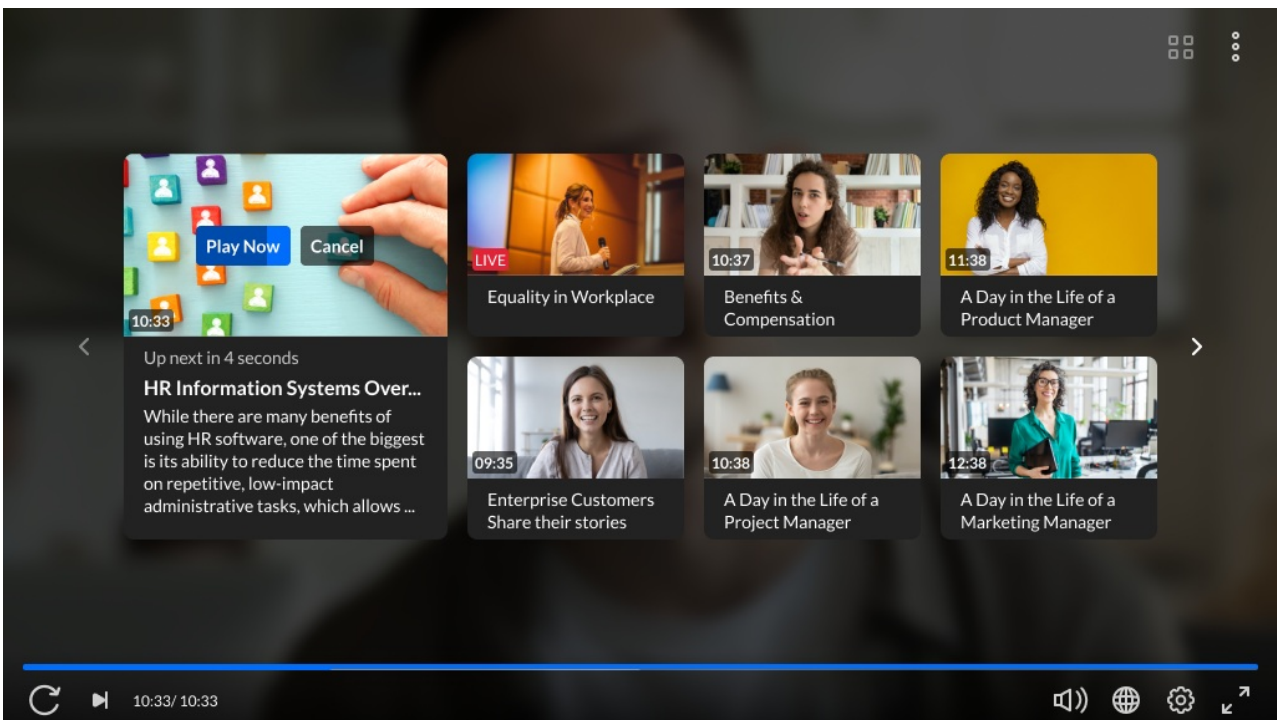 Play Now
Cancel
10:33
Up next in 4 seconds
HR Information Systems Over...
While there are many benefits of
using HR software, one of the biggest
is its ability to reduce the time spent
on repetitive, low-impact
administrative tasks, which allows ...
LIVE
Equality in Workplace
10:37
Benefits &
Compensation
11:38
A Day in the Life of a
Product Manager
09:35
Enterprise Customers
Share their stories
10:38
A Day in the Life of a
Project Manager
12:38
A Day in the Life of a
Marketing Manager
10:33/ 10:33